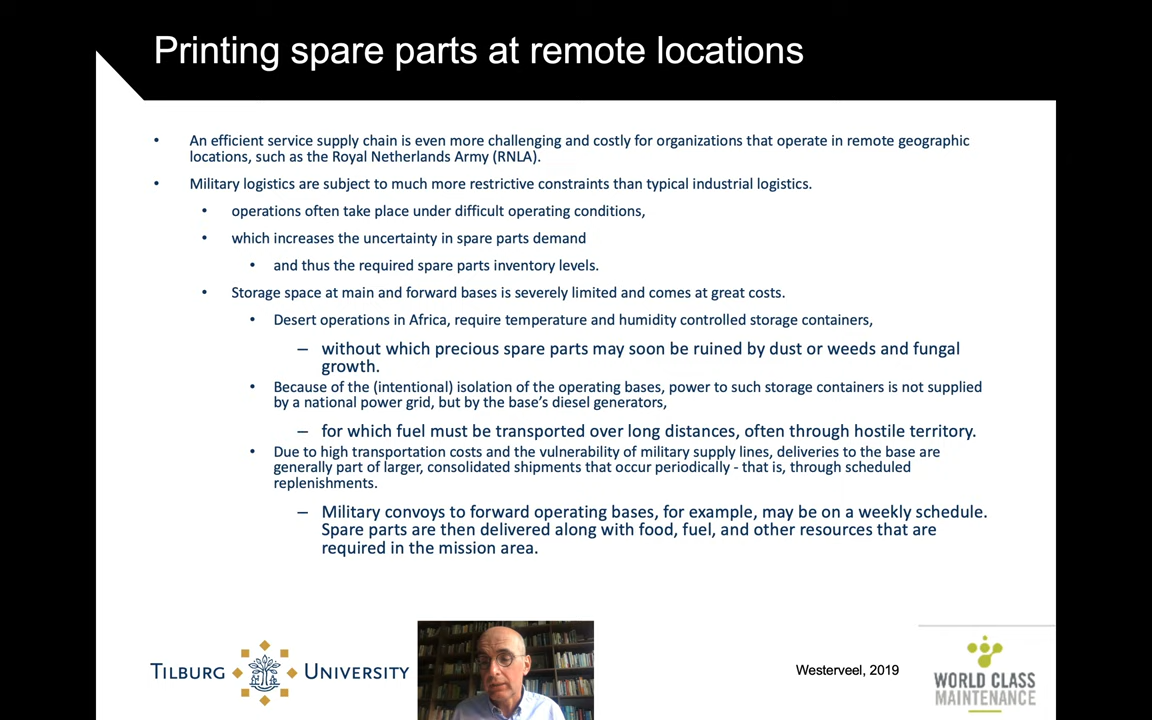 Printing spare parts at remote locations
• An efficient service supply chain is even more challenging and costly for organizations that operate in remote geographic
locations, such as the Royal Netherlands Army (RNLA).
• Military logistics are subject to much more restrictive constraints than typical industrial logistics.
• operations often take place under difficult operating conditions,
• which increases the uncertainty in spare parts demand
• and thus the required spare parts inventory levels.
• Storage space at main and forward bases is severely limited and comes at great costs.
• Desert operations in Africa, require temperature and humidity controlled storage containers,
– without which precious spare parts may soon be ruined by dust or weeds and fungal
growth.
• Because of the (intentional) isolation of the operating bases, power to such storage containers is not supplied
by a national power grid, but by the base's diesel generators,
– for which fuel must be transported over long distances, often through hostile territory.
• Due to high transportation costs and the vulnerability of military supply lines, deliveries to the base are
generally part of larger, consolidated shipments that occur periodically - that is, through scheduled
replenishments.
– Military convoys to forward operating bases, for example, may be on a weekly schedule.
Spare parts are then delivered along with food, fuel, and other resources that are
required in the mission area.
TILBURG UNIVERSITY
Westerveel, 2019
WORLD CLASS
MAINTENANCE